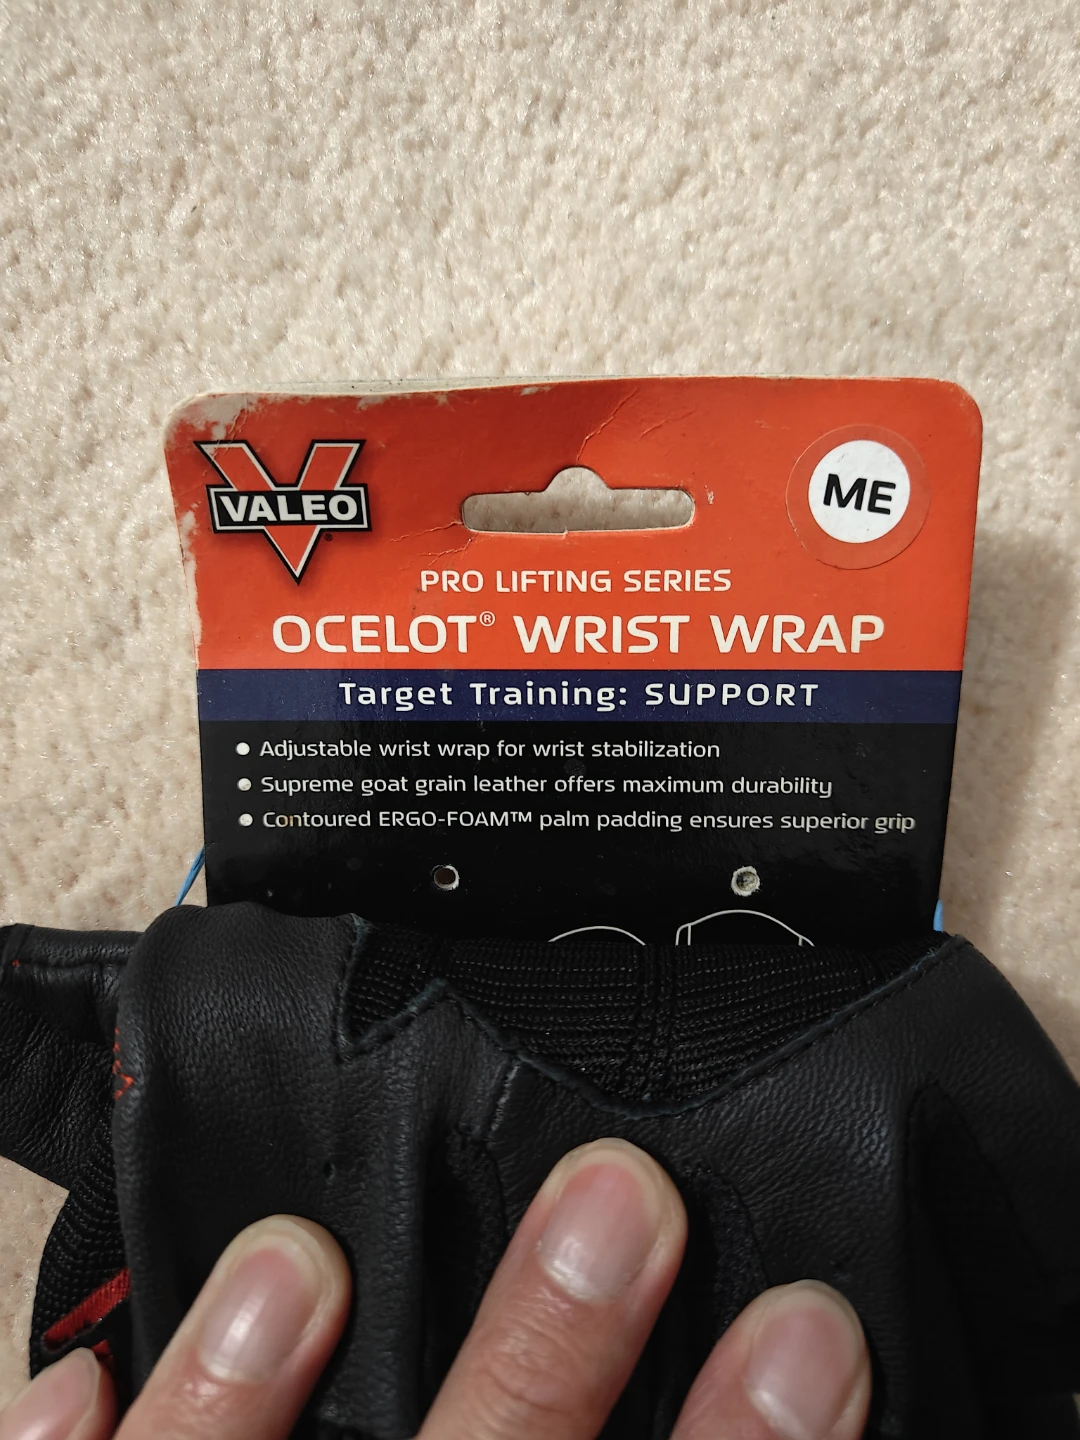 VALEO
ME
PRO LIFTING SERIES
OCELOT® WRIST WRAP
Target Training: SUPPORT
• Adjustable wrist wrap for wrist stabilization
• Supreme goat grain leather offers maximum durability
• Contoured ERGO-FOAM™ palm padding ensures superior grip